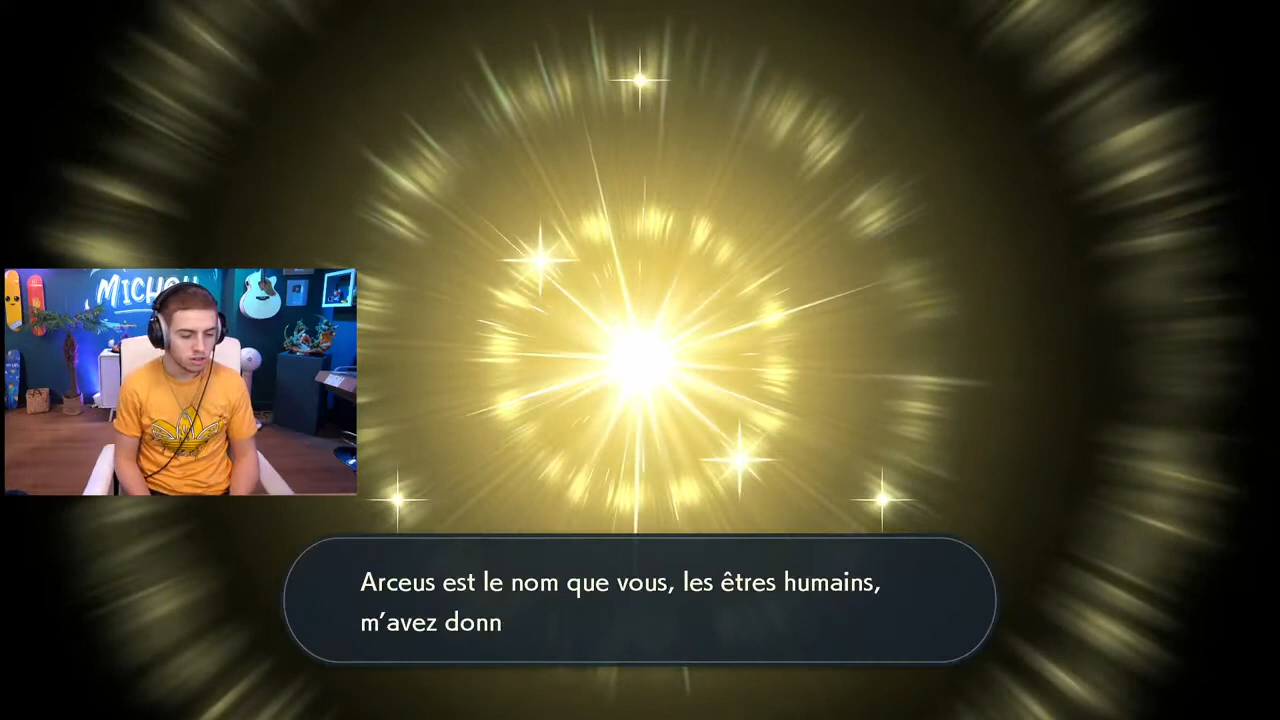 MICHOU
Arceus est le nom que vous, les êtres humains,
m’avez donn